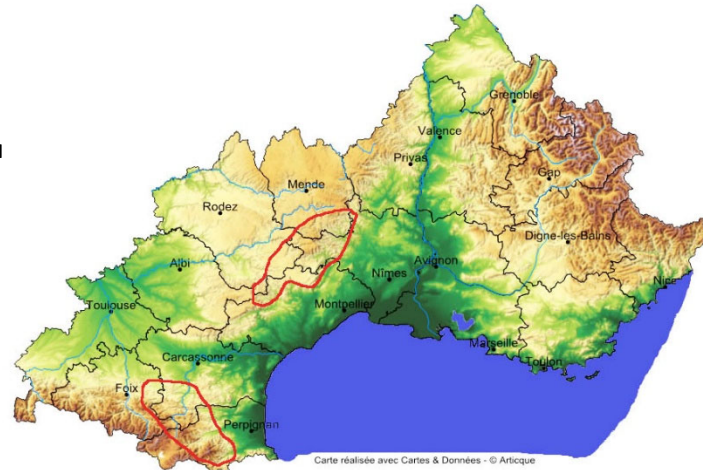 Grenoble
Valence
Privas
Gap
Mende
Rodez
Digne-les-Bains
Albi
Avignon
Nîmes
Nice
Toulouse
Montpellier
Marseille
Carcassonne
Toulon
Foix
Perpignan
Carte réalisée avec Cartes & Données - © Articque